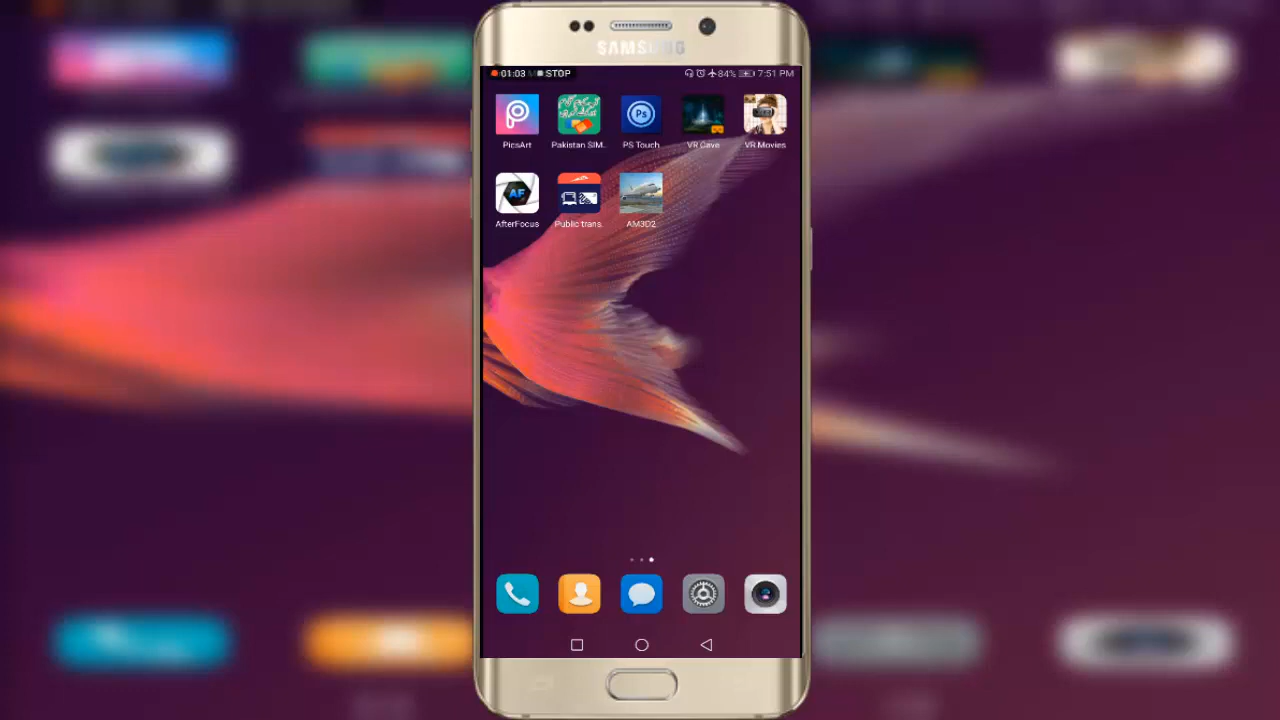 SAMSUNG
01:03 STOP 84% 7:51 PM
Ps
PicsArt Pakistan SIM.. PS Touch VR Cave VR Movies
AF
AfterFocus Public trans. AM3D2